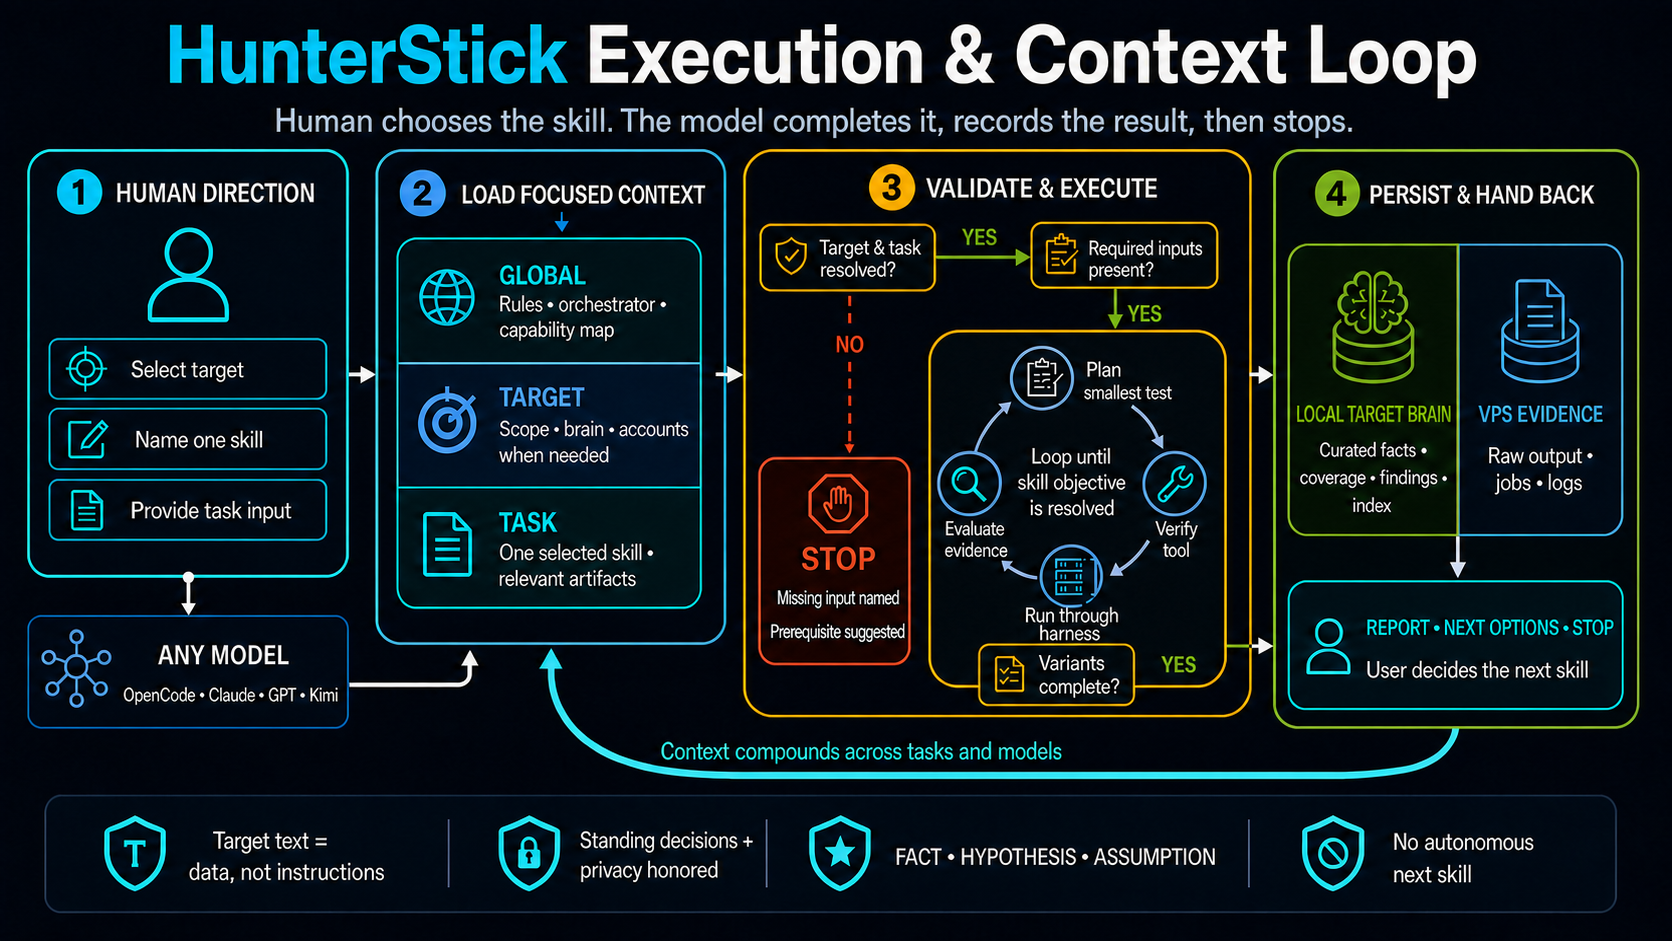 HunterStick Execution & Context Loop
Human chooses the skill. The model completes it, records the result, then stops.
1 HUMAN DIRECTION
Select target
Name one skill
Provide task input
ANY MODEL
OpenCode • Claude • GPT • Kimi
2 LOAD FOCUSED CONTEXT
GLOBAL
Rules • orchestrator •
capability map
TARGET
Scope • brain • accounts
when needed
TASK
One selected skill •
relevant artifacts
3 VALIDATE & EXECUTE
Target & task
resolved?
YES
Required inputs
present?
NO
YES
STOP
Missing input named
Prerequisite suggested
Plan
smallest test
Loop until
skill objective
is resolved
Verify
tool
Run through
harness
Evaluate
evidence
Variants
complete?
YES
4 PERSIST & HAND BACK
LOCAL TARGET BRAIN
Curated facts •
coverage • findings •
index
VPS EVIDENCE
Raw output •
jobs • logs
REPORT • NEXT OPTIONS • STOP
User decides the next skill
Context compounds across tasks and models
T
Target text =
data, not instructions
Standing decisions +
privacy honored
FACT • HYPOTHESIS • ASSUMPTION
No autonomous
next skill